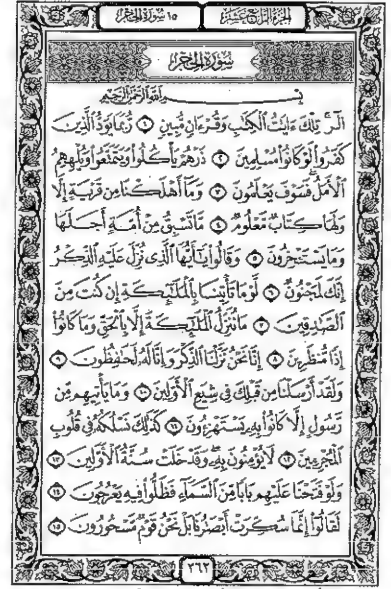 الجزء الرابع عشر
١٥ سورة الحجر
سُورَةُ الحِجْرِ
بِسْمِ اللَّهِ الرَّحْمَٰنِ الرَّحِيمِ
الٓرۚ تِلْكَ ءَايَٰتُ ٱلْكِتَٰبِ وَقُرْءَانٍ مُّبِينٍ ١ رُّبَمَا يَوَدُّ ٱلَّذِينَ
كَفَرُواْ لَوْ كَانُواْ مُسْلِمِينَ ٢ ذَرْهُمْ يَأْكُلُواْ وَيَتَمَتَّعُواْ وَيُلْهِهِمُ
ٱلْأَمَلُۖ فَسَوْفَ يَعْلَمُونَ ٣ وَمَآ أَهْلَكْنَا مِن قَرْيَةٍ إِلَّا
وَلَهَا كِتَابٌ مَّعْلُومٌ ٤ مَّا تَسْبِقُ مِنْ أُمَّةٍ أَجَلَهَا
وَمَا يَسْتَـْٔخِرُونَ ٥ وَقَالُواْ يَٰٓأَيُّهَا ٱلَّذِى نُزِّلَ عَلَيْهِ ٱلذِّكْرُ
إِنَّكَ لَمَجْنُونٌ ٦ لَّوْ مَا تَأْتِينَا بِٱلْمَلَٰٓئِكَةِ إِن كُنتَ مِنَ
ٱلصَّٰدِقِينَ ٧ مَا نُنَزِّلُ ٱلْمَلَٰٓئِكَةَ إِلَّا بِٱلْحَقِّ وَمَا كَانُوٓاْ
إِذًا مُّنظَرِينَ ٨ إِنَّا نَحْنُ نَزَّلْنَا ٱلذِّكْرَ وَإِنَّا لَهُۥ لَحَٰفِظُونَ ٩
وَلَقَدْ أَرْسَلْنَا مِن قَبْلِكَ فِى شِيَعِ ٱلْأَوَّلِينَ ١٠ وَمَا يَأْتِيهِم مِّن
رَّسُولٍ إِلَّا كَانُواْ بِهِۦ يَسْتَهْزِءُونَ ١١ كَذَٰلِكَ نَسْلُكُهُۥ فِى قُلُوبِ
ٱلْمُجْرِمِينَ ١٢ لَا يُؤْمِنُونَ بِهِۦۖ وَقَدْ خَلَتْ سُنَّةُ ٱلْأَوَّلِينَ ١٣
وَلَوْ فَتَحْنَا عَلَيْهِم بَابًا مِّنَ ٱلسَّمَآءِ فَظَلُّواْ فِيهِ يَعْرُجُونَ ١٤
لَقَالُوٓاْ إِنَّمَا سُكِّرَتْ أَبْصَٰرُنَا بَلْ نَحْنُ قَوْمٌ مَّسْحُورُونَ ١٥
٣٦٢